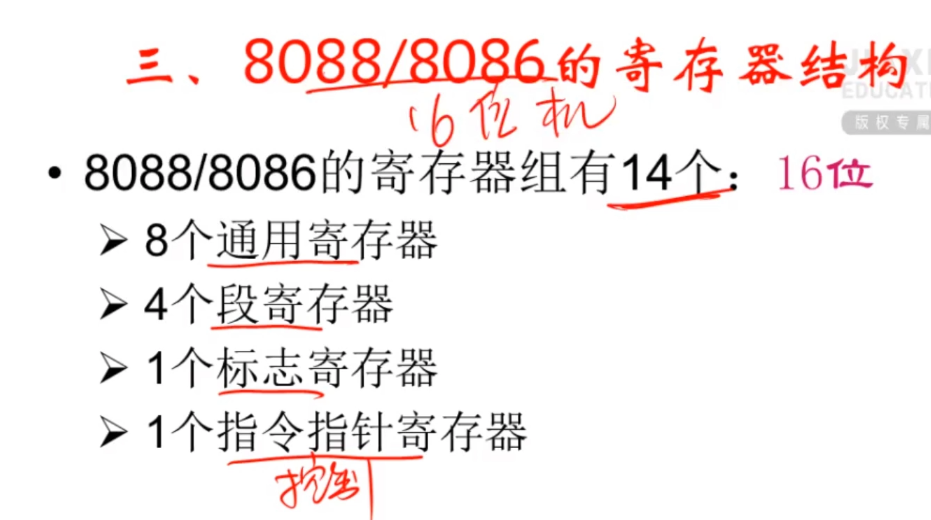 三、8088/8086的寄存器结构
16位机
• 8088/8086的寄存器组有14个：16位
➢ 8个通用寄存器
➢ 4个段寄存器
➢ 1个标志寄存器
➢ 1个指令指针寄存器
控制
版权专属